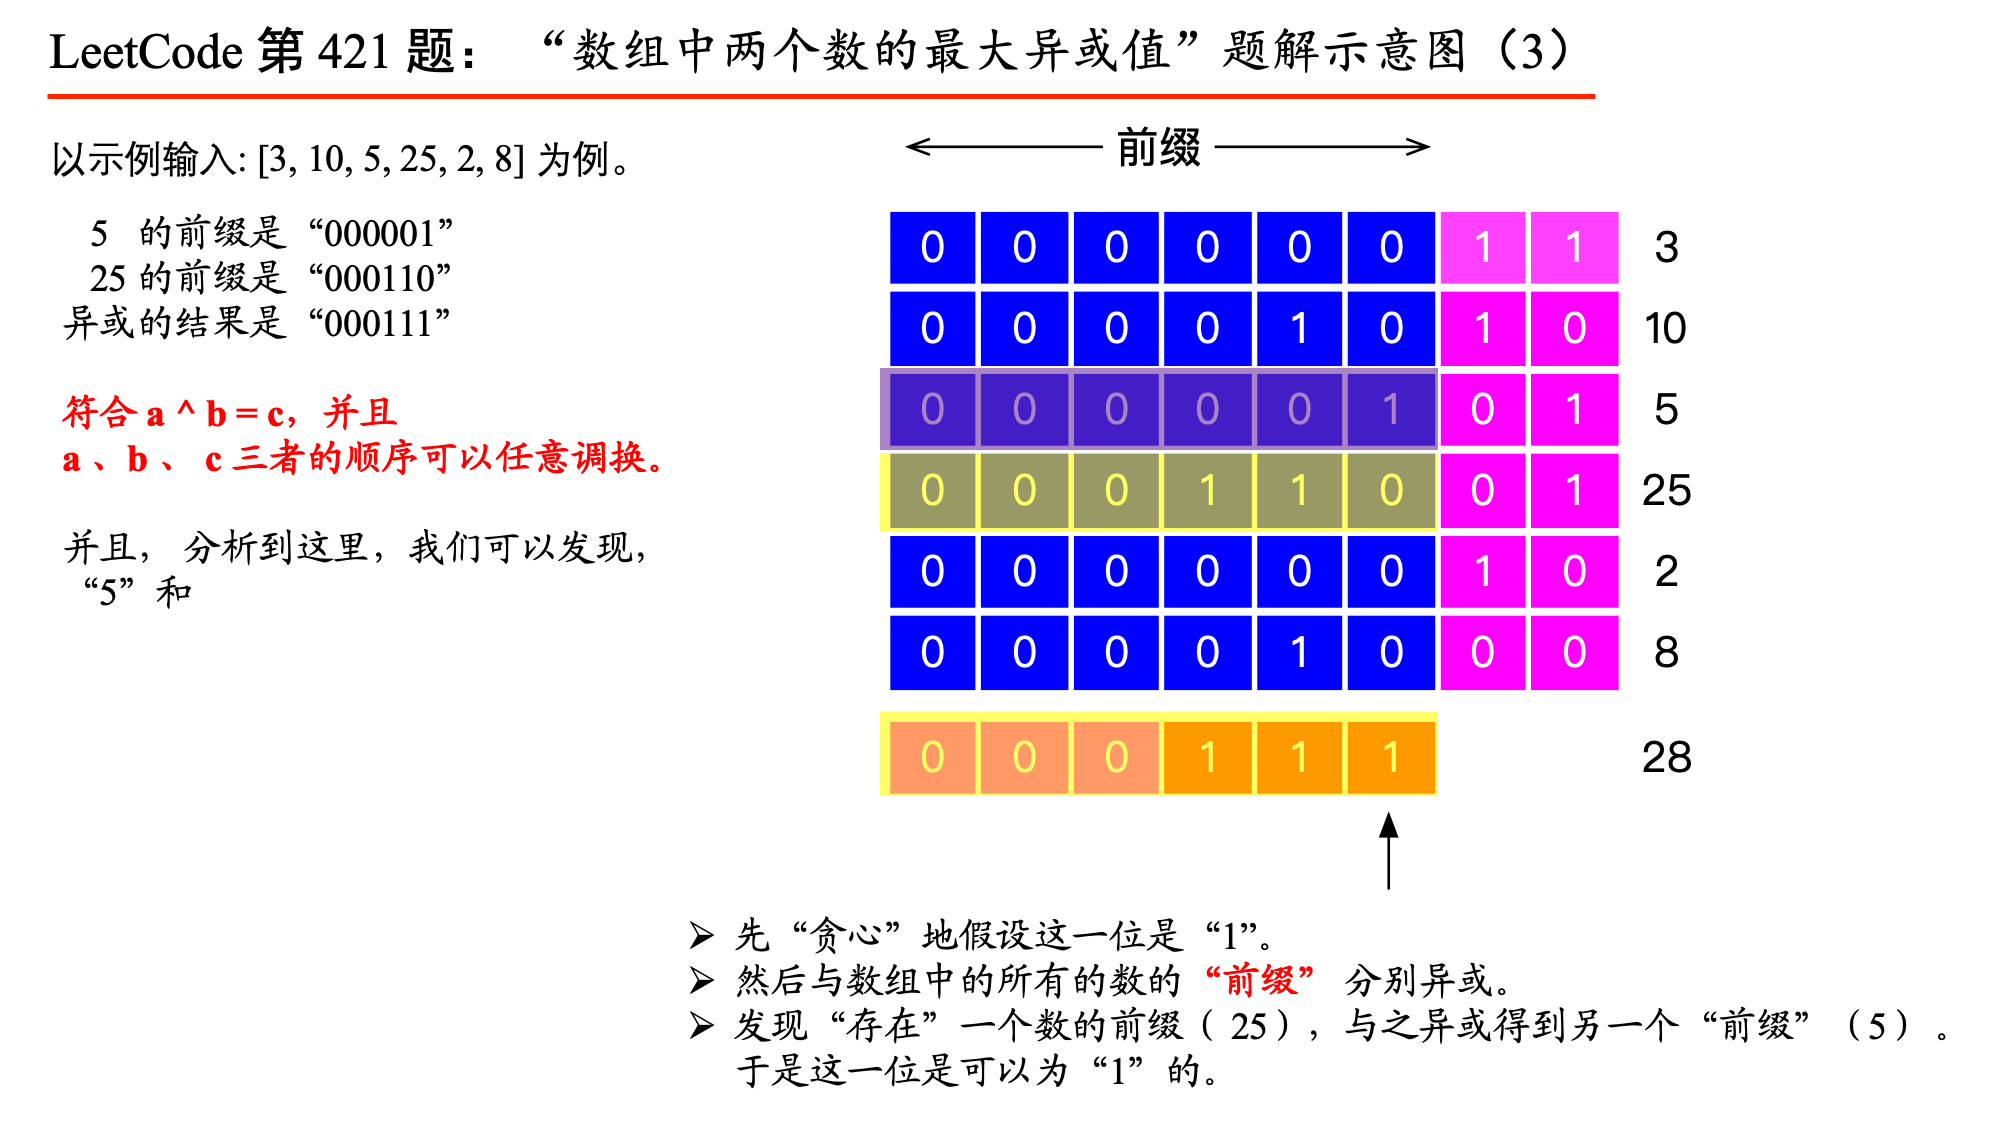 LeetCode 第 421 题： “数组中两个数的最大异或值”题解示意图（3）
以示例输入: [3, 10, 5, 25, 2, 8] 为例。
5 的前缀是“000001”
25 的前缀是“000110”
异或的结果是“000111”
符合 a ^ b = c，并且
a 、b 、 c 三者的顺序可以任意调换。
并且， 分析到这里，我们可以发现，
“5”和
前缀
0 0 0 0 0 0 1 1 3
0 0 0 0 1 0 1 0 10
0 0 0 0 0 1 0 1 5
0 0 0 1 1 0 0 1 25
0 0 0 0 0 0 1 0 2
0 0 0 0 1 0 0 0 8
0 0 0 1 1 1 28
➢ 先“贪心”地假设这一位是“1”。
➢ 然后与数组中的所有的数的“前缀” 分别异或。
➢ 发现“存在”一个数的前缀（ 25），与之异或得到另一个“前缀”（5）。
于是这一位是可以为“1”的。